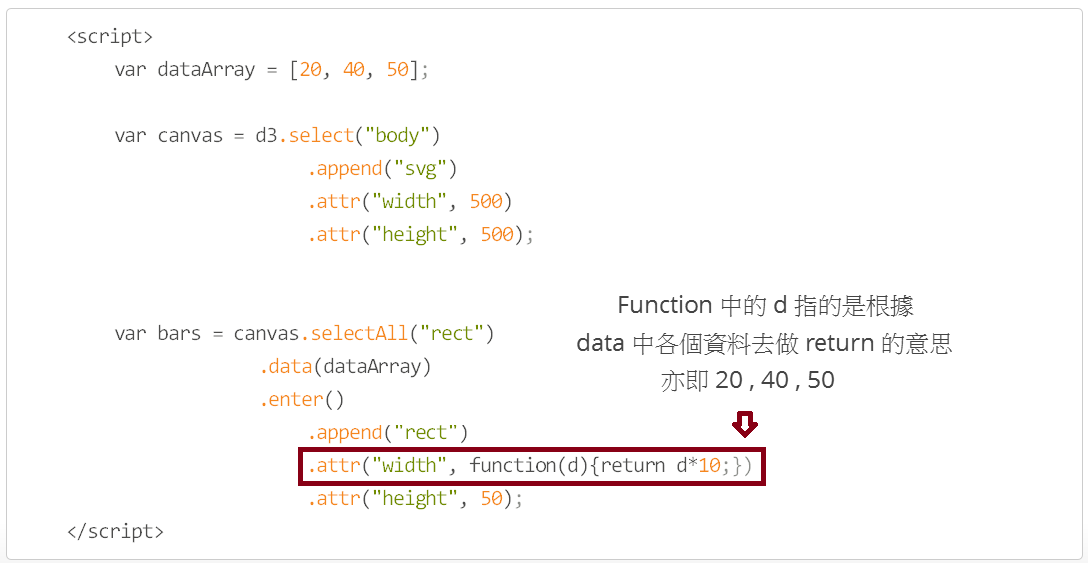 <script>
var dataArray = [20, 40, 50];
var canvas = d3.select("body")
.append("svg")
.attr("width", 500)
.attr("height", 500);
Function 中的 d 指的是根據
data 中各個資料去做 return 的意思
亦即 20 , 40 , 50
var bars = canvas.selectAll("rect")
.data(dataArray)
.enter()
.append("rect")
.attr("width", function(d){return d*10;})
.attr("height", 50);
</script>